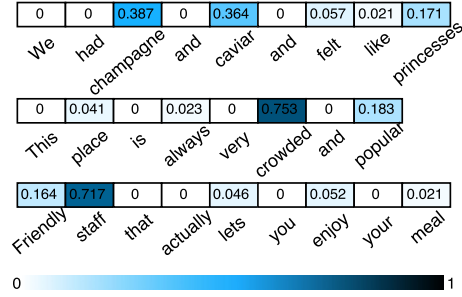 0 0 0.387 0 0.364 0 0.057 0.021 0.171
We had champagne and caviar and felt like princesses
0 0.041 0 0.023 0 0.753 0 0.183
This place is always very crowded and popular
0.164 0.717 0 0 0.046 0 0.052 0 0.021
Friendly staff that actually lets you enjoy your meal
0 1